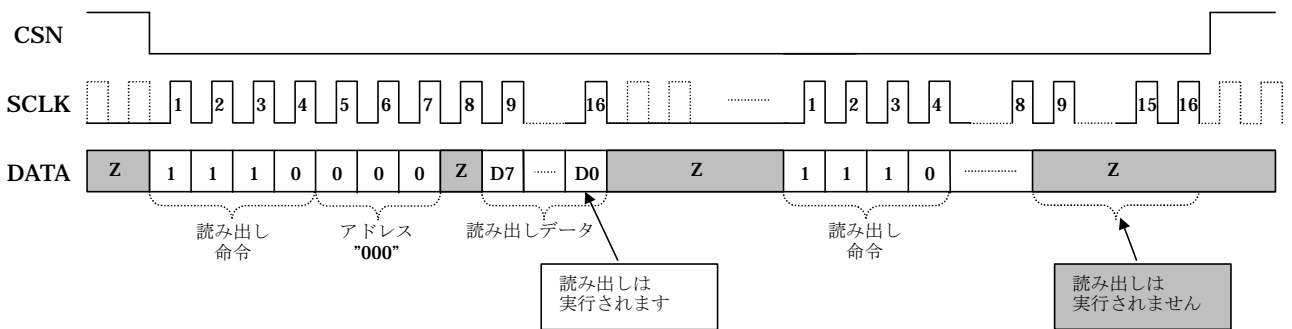 CSN
SCLK 1 2 3 4 5 6 7 8 9 16 1 2 3 4 8 9 15 16
DATA Z 1 1 1 0 0 0 0 Z D7 D0 Z 1 1 1 0 Z
読み出し
命令
アドレス
"000"
読み出しデータ
読み出し
命令
読み出しは
実行されます
読み出しは
実行されません